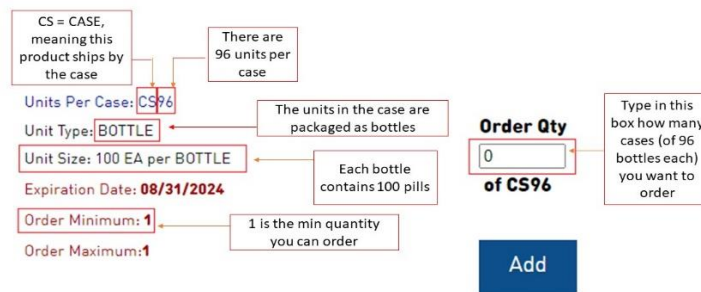 CS = CASE,
meaning this
product ships by
the case
There are
96 units per
case
Units Per Case: CS96
Unit Type: BOTTLE
The units in the case are
packaged as bottles
Unit Size: 100 EA per BOTTLE
Each bottle
contains 100 pills
Expiration Date: 08/31/2024
Order Minimum: 1
1 is the min quantity
you can order
Order Maximum:1
Order Qty
0
of CS96
Type in this
box how many
cases (of 96
bottles each)
you want to
order
Add